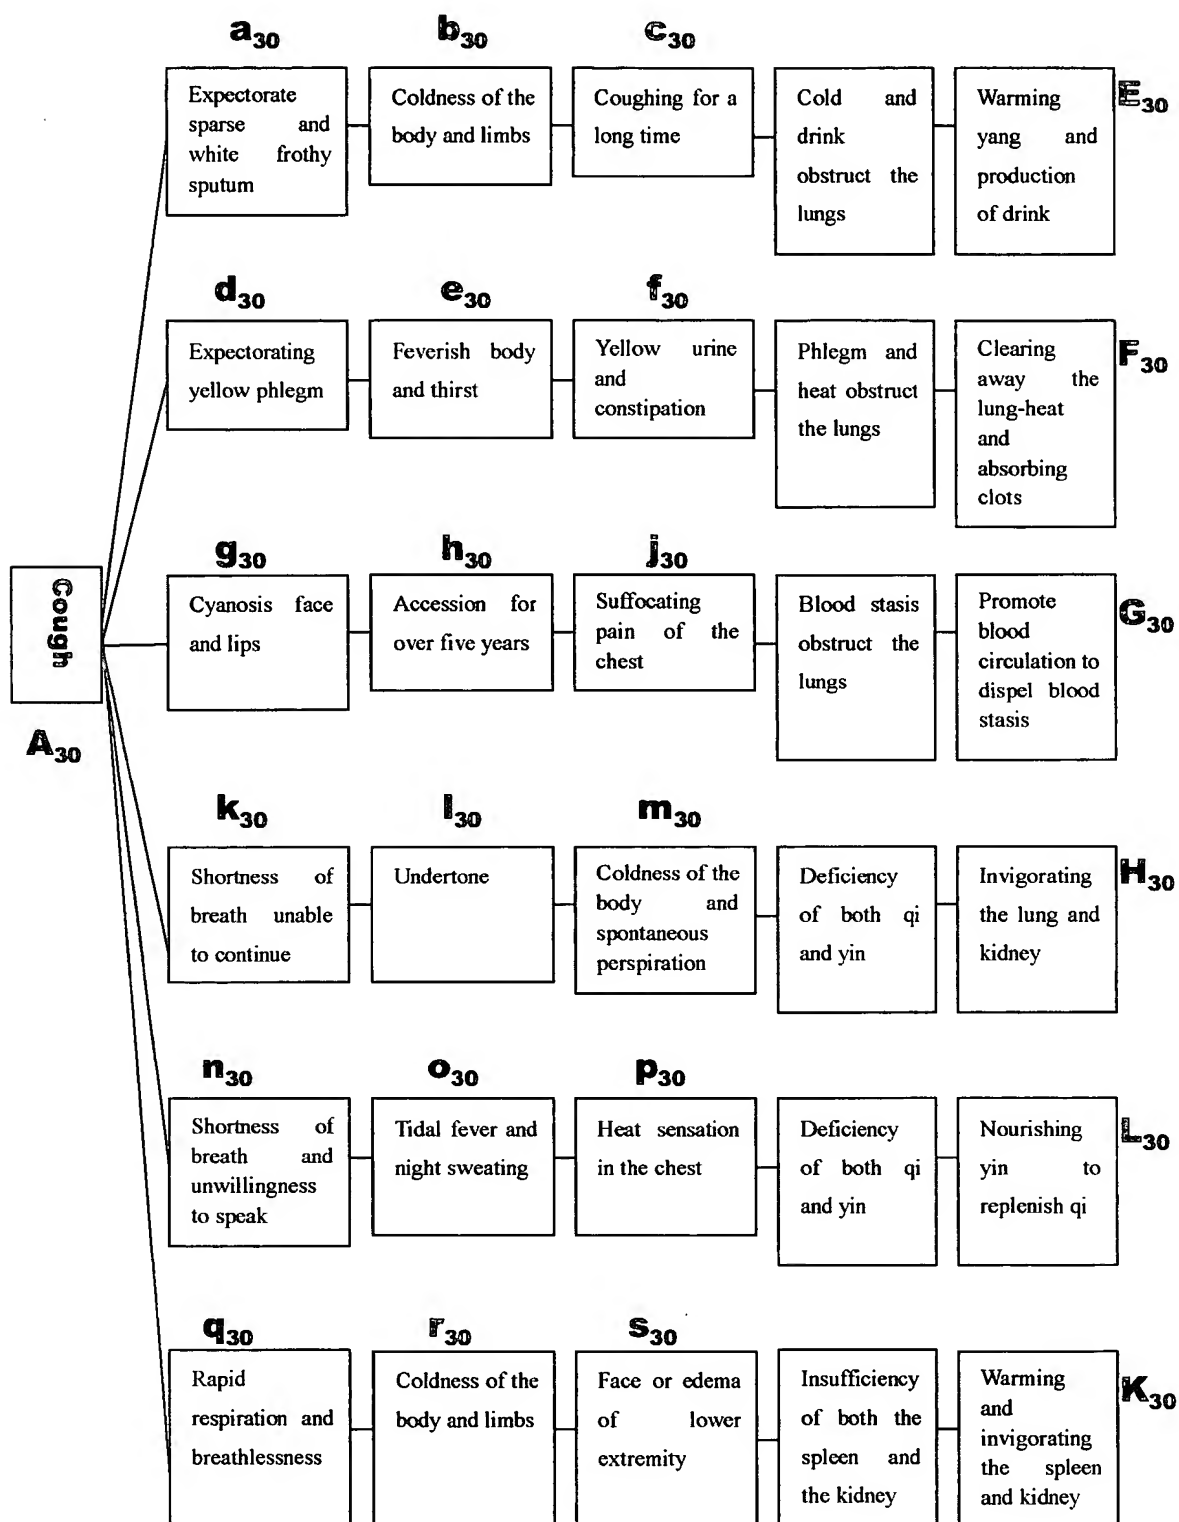 a30 b30 c30
Expectorate
sparse and
white frothy
sputum
Coldness of the
body and limbs
Coughing for a
long time
Cold and
drink
obstruct the
lungs
Warming
yang and
production
of drink
E30
d30 e30 f30
Expectorating
yellow phlegm
Feverish body
and thirst
Yellow urine
and
constipation
Phlegm and
heat obstruct
the lungs
Clearing
away the
lung-heat
and
absorbing
clots
F30
g30 h30 j30
Cough
A30
Cyanosis face
and lips
Accession for
over five years
Suffocating
pain of the
chest
Blood stasis
obstruct the
lungs
Promote
blood
circulation to
dispel blood
stasis
G30
k30 l30 m30
Shortness of
breath unable
to continue
Undertone
Coldness of the
body and
spontaneous
perspiration
Deficiency
of both qi
and yin
Invigorating
the lung and
kidney
H30
n30 o30 p30
Shortness of
breath and
unwillingness
to speak
Tidal fever and
night sweating
Heat sensation
in the chest
Deficiency
of both qi
and yin
Nourishing
yin to
replenish qi
L30
q30 r30 s30
Rapid
respiration and
breathlessness
Coldness of the
body and limbs
Face or edema
of lower
extremity
Insufficiency
of both the
spleen and
the kidney
Warming
and
invigorating
the spleen
and kidney
K30